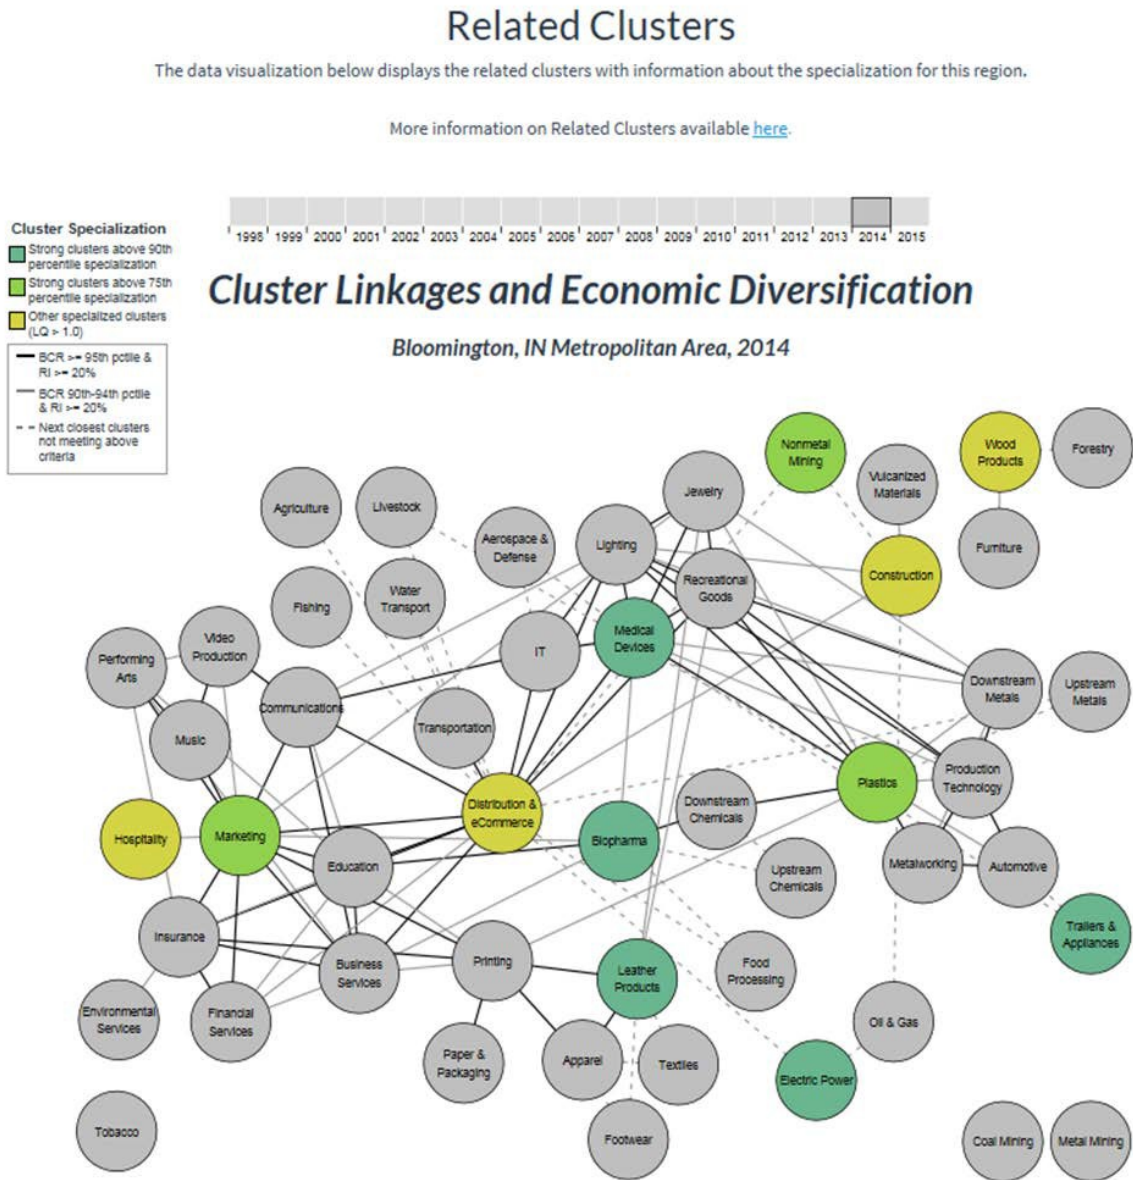 Related Clusters
The data visualization below displays the related clusters with information about the specialization for this region.
More information on Related Clusters available here.
1998 1999 2000 2001 2002 2003 2004 2005 2006 2007 2008 2009 2010 2011 2012 2013 2014 2015
Cluster Specialization
Strong clusters above 90th
percentile specialization
Strong clusters above 75th
percentile specialization
Other specialized clusters
(LQ > 1.0)
BCR >= 95th pctile &
RI >= 20%
BCR 90th-94th pctile
& RI >= 20%
Next closest clusters
not meeting above
criteria
Cluster Linkages and Economic Diversification
Bloomington, IN Metropolitan Area, 2014
Nonmetal
Mining
Wood
Products
Forestry
Vulcanized
Materials
Jewelry
Agriculture
Livestock
Aerospace &
Defense
Lighting
Furniture
Construction
Recreational
Goods
Fishing
Water
Transport
Video
Production
Performing
Arts
IT
Medical
Devices
Downstream
Metals
Upstream
Metals
Communications
Transportation
Music
Production
Technology
Plastics
Distribution &
eCommerce
Downstream
Chemicals
Hospitality
Marketing
Biopharma
Education
Metalworking
Automotive
Upstream
Chemicals
Insurance
Trailers &
Appliances
Business
Services
Printing
Leather
Products
Food
Processing
Environmental
Services
Financial
Services
Oil & Gas
Paper &
Packaging
Apparel
Textiles
Electric Power
Tobacco
Footwear
Coal Mining
Metal Mining